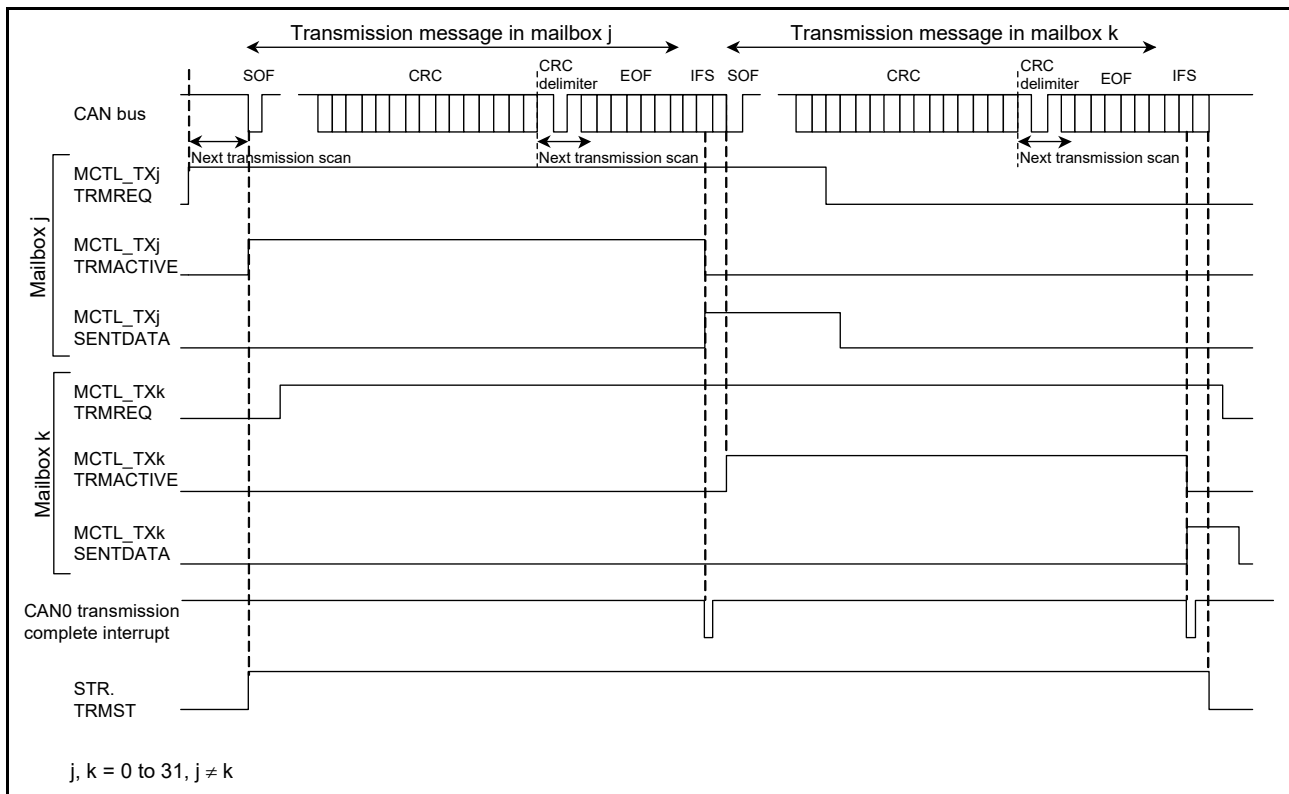 Transmission message in mailbox j
Transmission message in mailbox k
SOF
CRC
CRC
delimiter
EOF
IFS
SOF
CRC
CRC
delimiter
EOF
IFS
CAN bus
Next transmission scan
Next transmission scan
Next transmission scan
Mailbox j
MCTL_TXj
TRMREQ
MCTL_TXj
TRMACTIVE
MCTL_TXj
SENTDATA
Mailbox k
MCTL_TXk
TRMREQ
MCTL_TXk
TRMACTIVE
MCTL_TXk
SENTDATA
CAN0 transmission
complete interrupt
STR.
TRMST
j, k = 0 to 31, j ≠ k